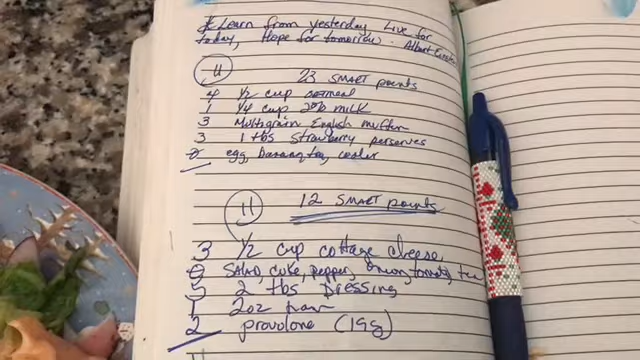 * Learn from yesterday, Live for
today, Hope for tomorrow - Albert Einstein
11 23 SMART points
4 1/2 cup oatmeal
1 1/4 cup 2% milk
3 Multigrain English muffin
3 1 tbs Strawberry perserves
0 egg, banana, tea,
11 12 SMART points
3 1/2 cup cottage cheese
0 Salad, cuke, pepper, onion, tomato, tea
5 2 tbs Dressing
1 2oz ham
2 provolone (19g)